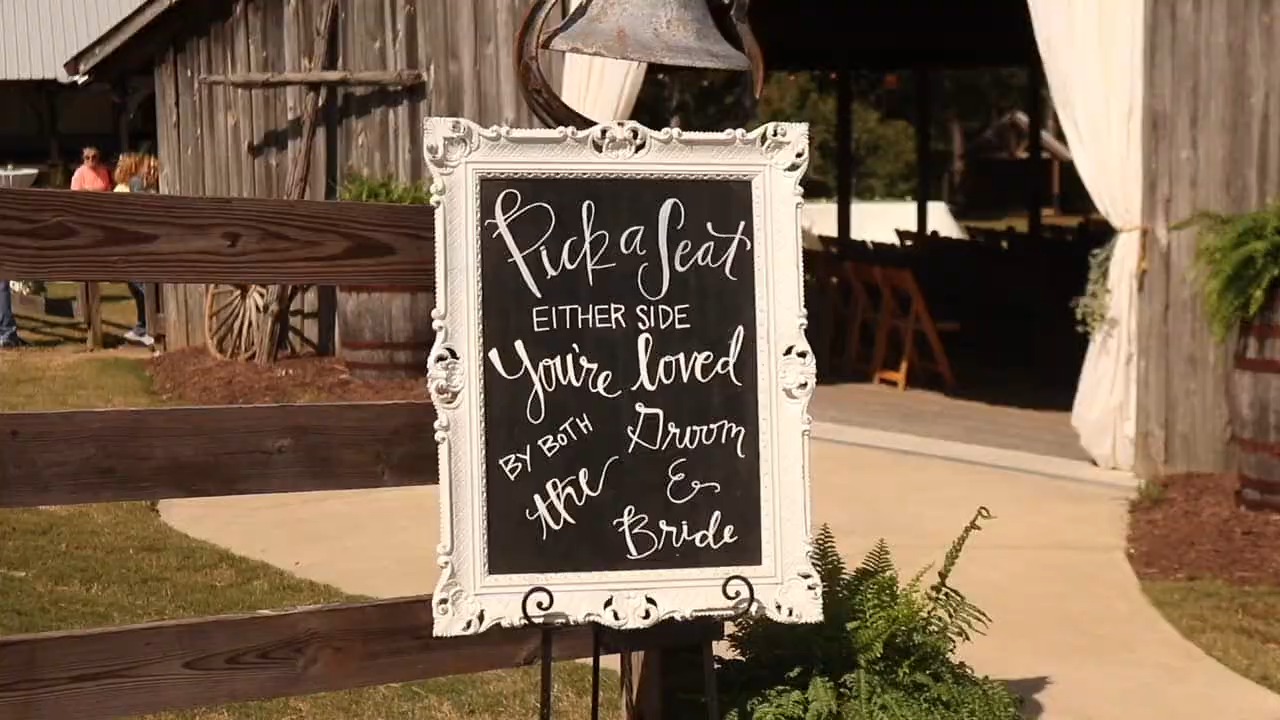 Pick a Seat
EITHER SIDE
You're loved
BY BOTH
the
Groom
&
Bride